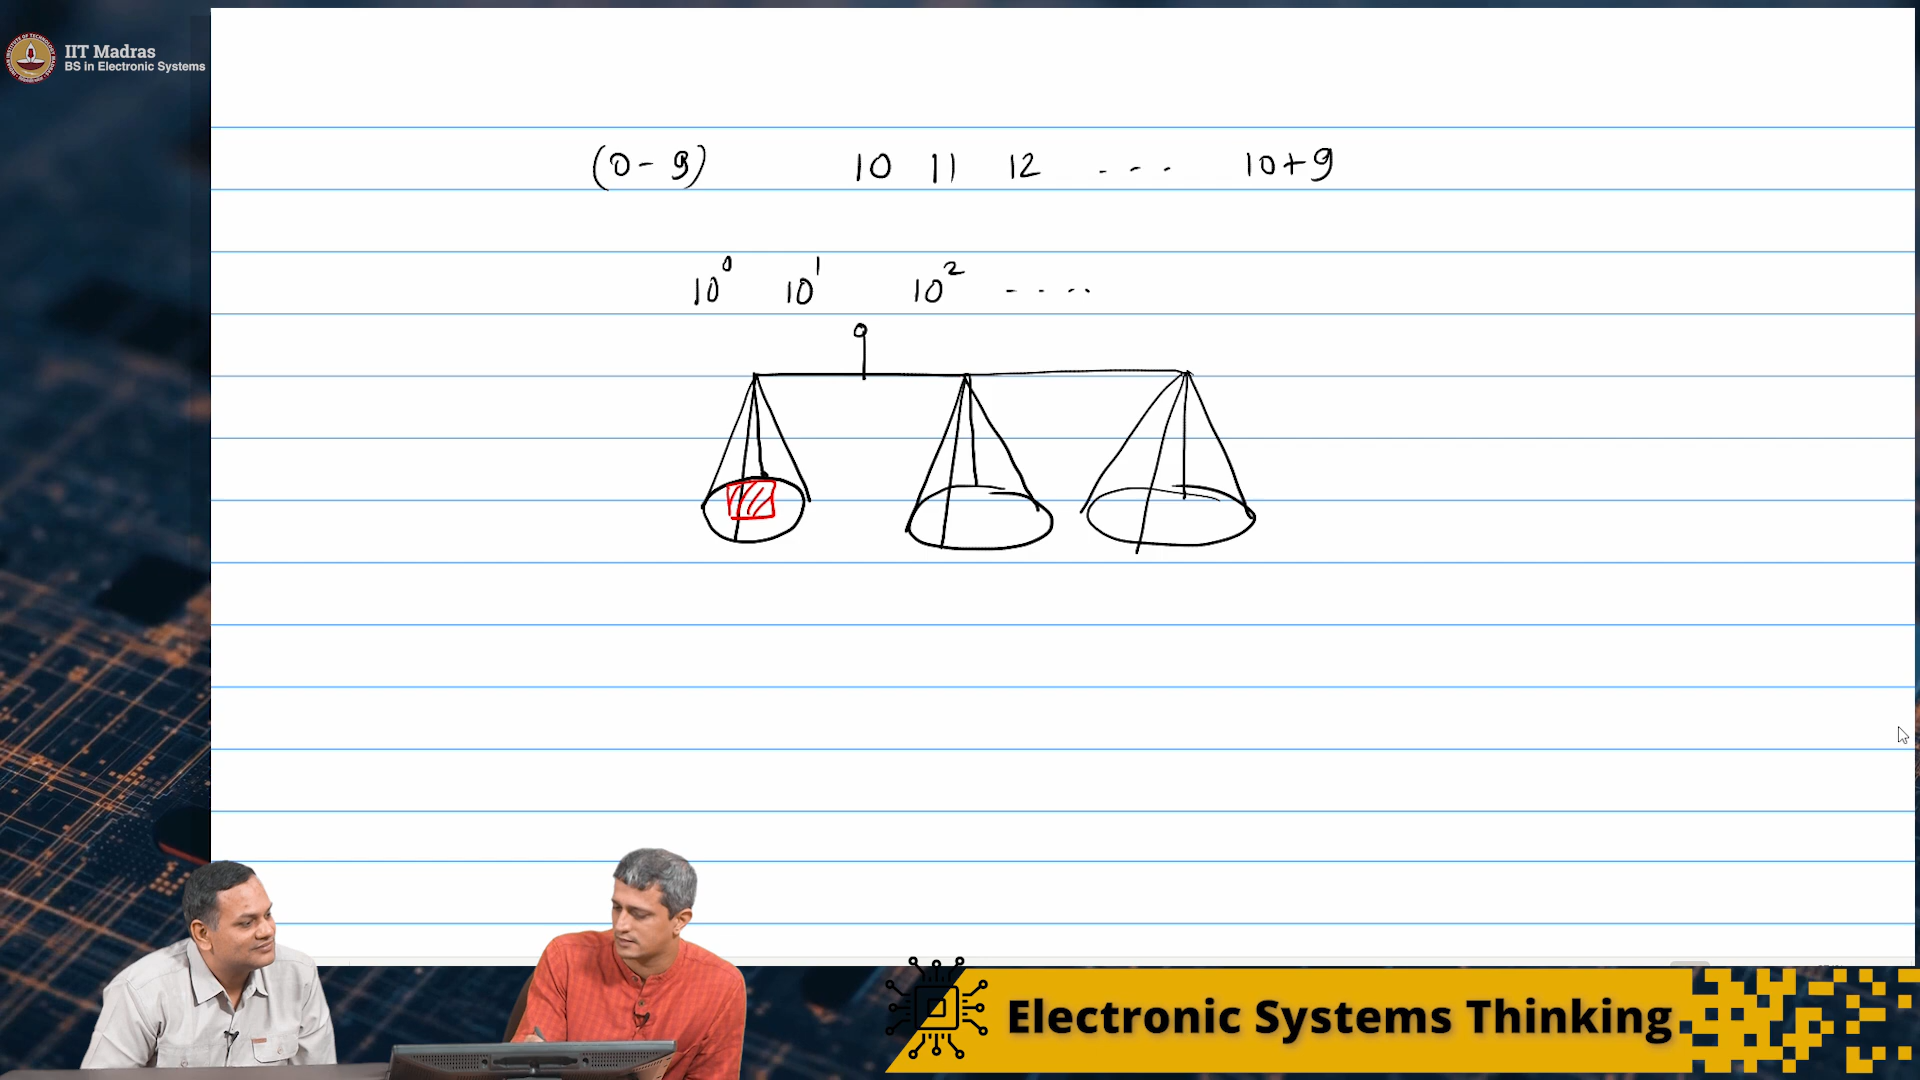 IIT Madras
BS in Electronic Systems
(0 - 9) 10 11 12 - - - 10+9
10⁰ 10¹ 10² - - - -
Electronic Systems Thinking